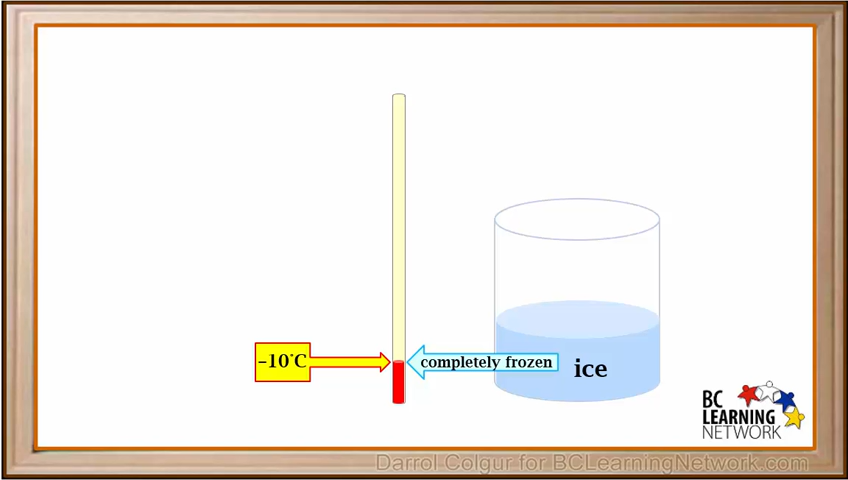 −10°C
completely frozen
ice
BC
LEARNING
NETWORK
Darrol Colgur for BCLearningNetwork.com